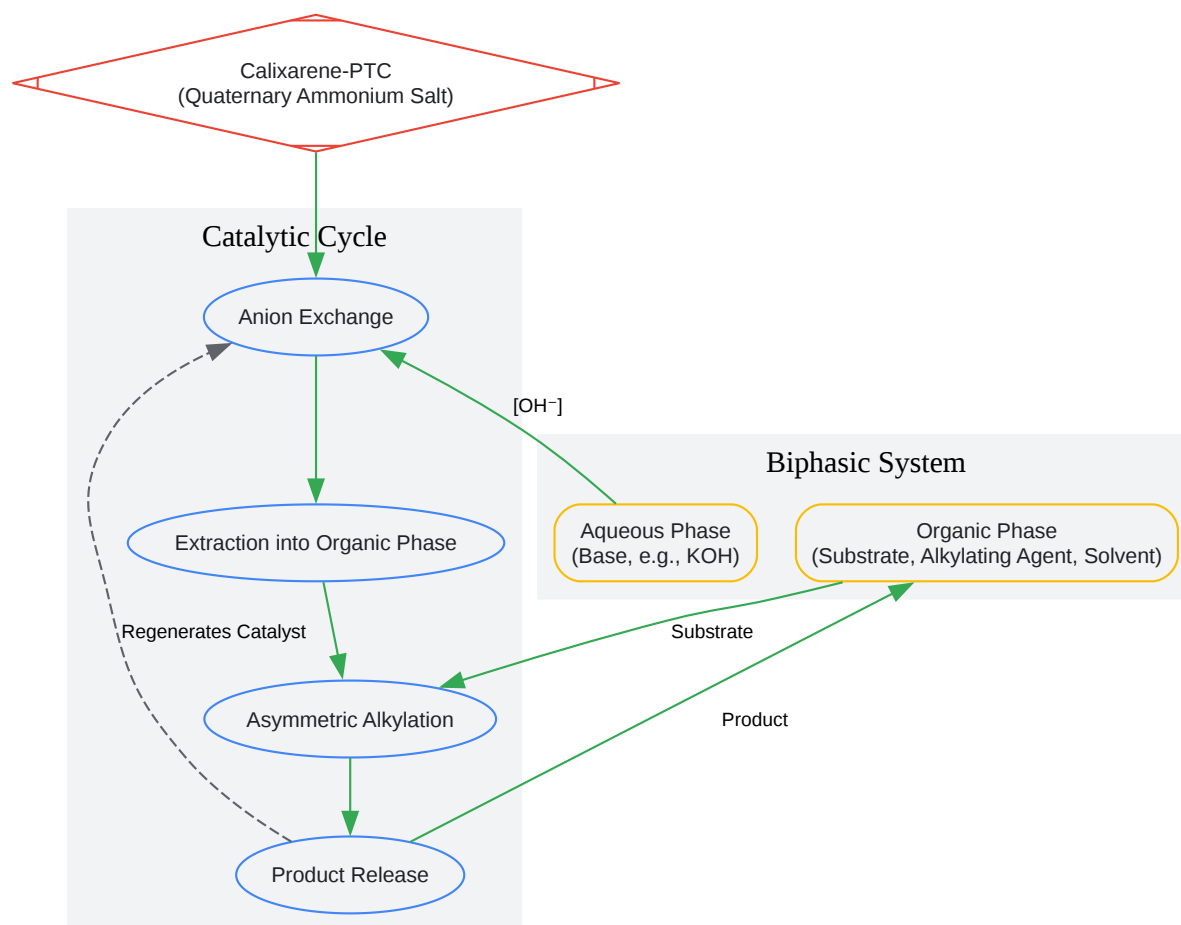 Calixarene-PTC
(Quaternary Ammonium Salt)
Catalytic Cycle
Anion Exchange
[OH⁻]
Biphasic System
Aqueous Phase
(Base, e.g., KOH)
Organic Phase
(Substrate, Alkylating Agent, Solvent)
Extraction into Organic Phase
Regenerates Catalyst
Substrate
Asymmetric Alkylation
Product
Product Release